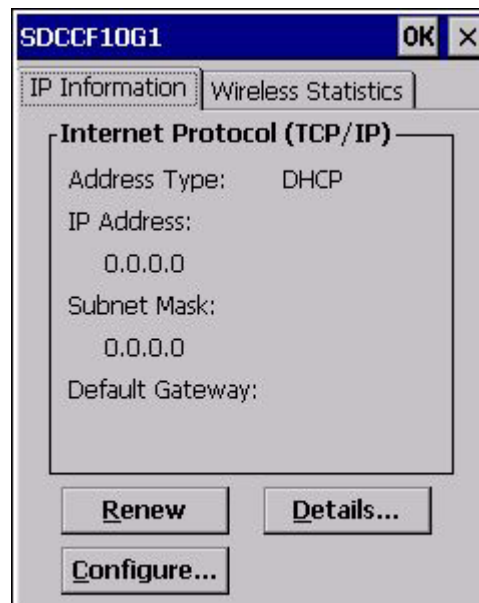 SDCCF10G1 OK ×
IP Information Wireless Statistics
Internet Protocol (TCP/IP)
Address Type: DHCP
IP Address:
0.0.0.0
Subnet Mask:
0.0.0.0
Default Gateway:
Renew Details...
Configure...